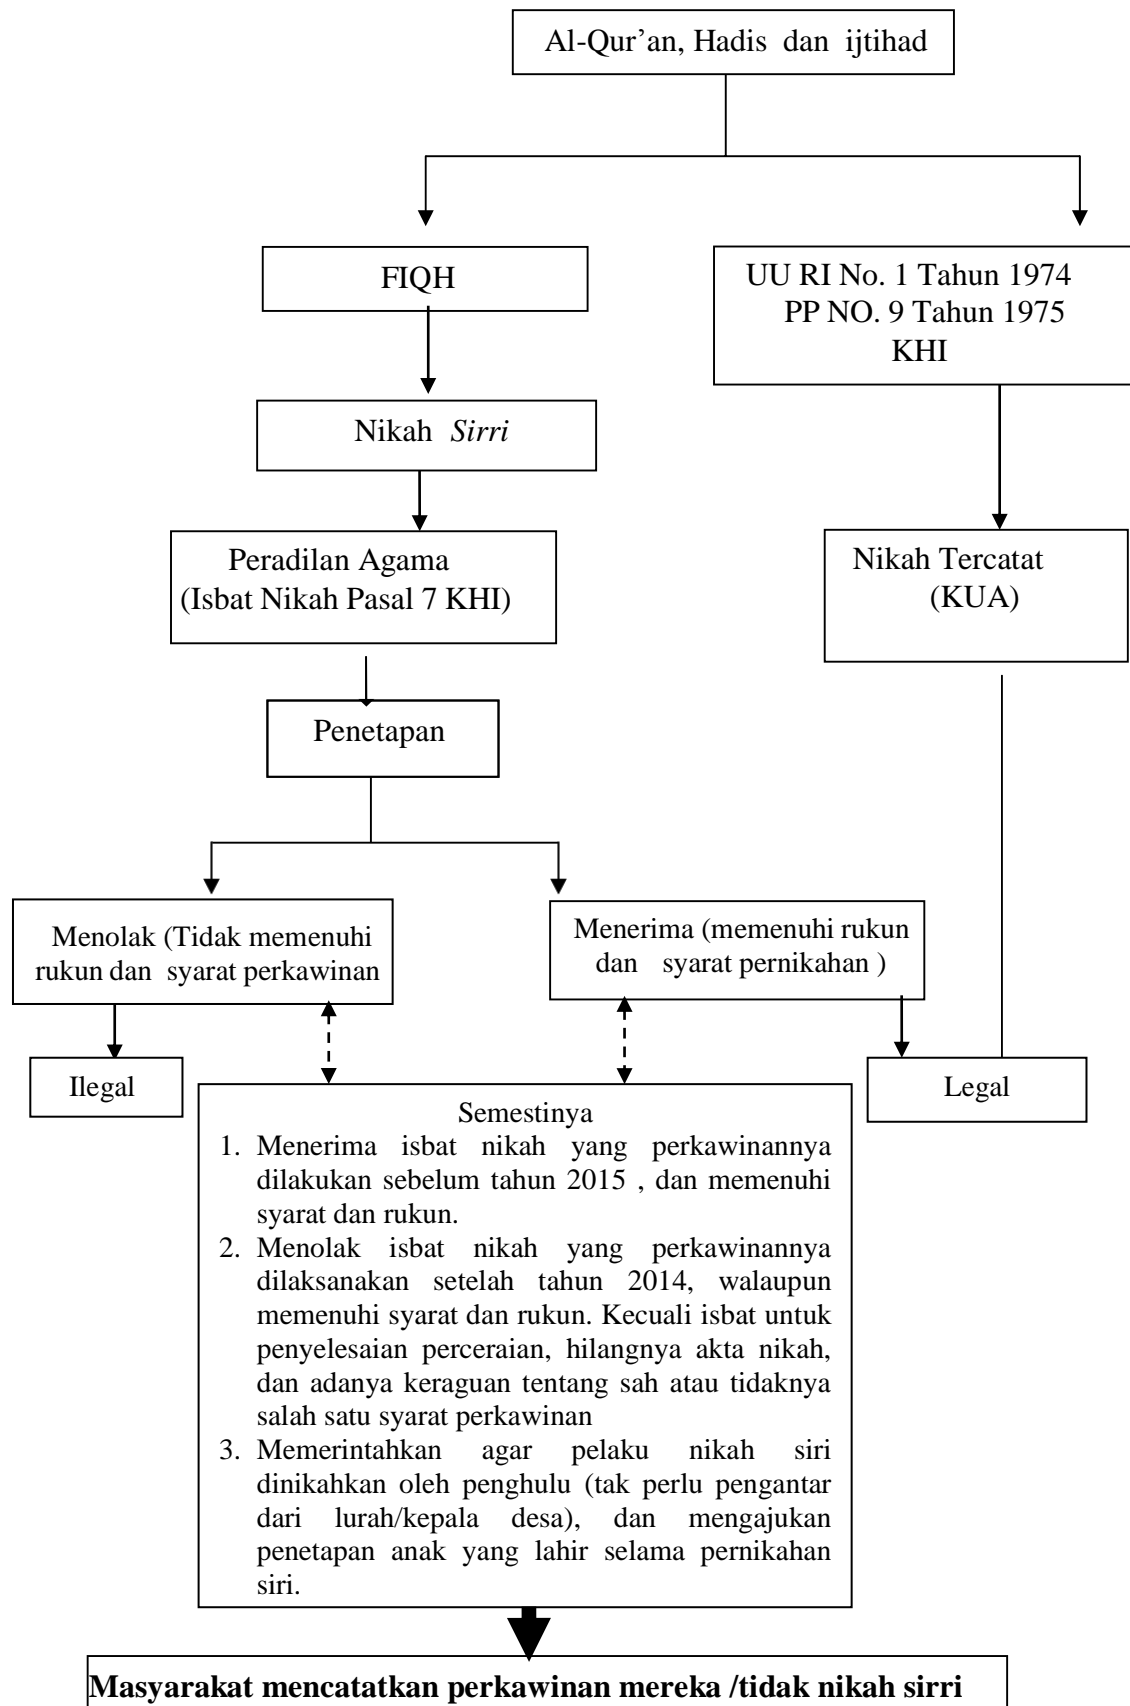 Al-Qur’an, Hadis dan ijtihad
FIQH
UU RI No. 1 Tahun 1974
PP NO. 9 Tahun 1975
KHI
Nikah Sirri
Peradilan Agama
(Isbat Nikah Pasal 7 KHI)
Nikah Tercatat
(KUA)
Penetapan
Menolak (Tidak memenuhi
rukun dan syarat perkawinan
Menerima (memenuhi rukun
dan syarat pernikahan )
Ilegal
Legal
Semestinya
1. Menerima isbat nikah yang perkawinannya
dilakukan sebelum tahun 2015 , dan memenuhi
syarat dan rukun.
2. Menolak isbat nikah yang perkawinannya
dilaksanakan setelah tahun 2014, walaupun
memenuhi syarat dan rukun. Kecuali isbat untuk
penyelesaian perceraian, hilangnya akta nikah,
dan adanya keraguan tentang sah atau tidaknya
salah satu syarat perkawinan
3. Memerintahkan agar pelaku nikah siri
dinikahkan oleh penghulu (tak perlu pengantar
dari lurah/kepala desa), dan mengajukan
penetapan anak yang lahir selama pernikahan
siri.
Masyarakat mencatatkan perkawinan mereka /tidak nikah sirri